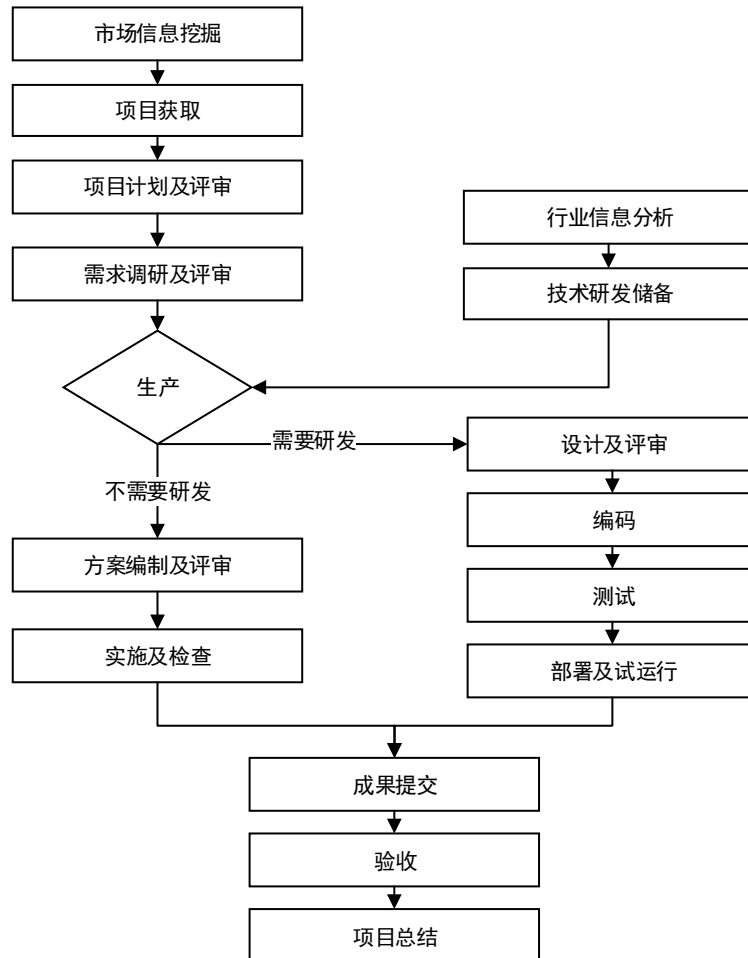 市场信息挖掘
项目获取
项目计划及评审
需求调研及评审
行业信息分析
技术研发储备
生产
需要研发
不需要研发
设计及评审
编码
测试
部署及试运行
方案编制及评审
实施及检查
成果提交
验收
项目总结